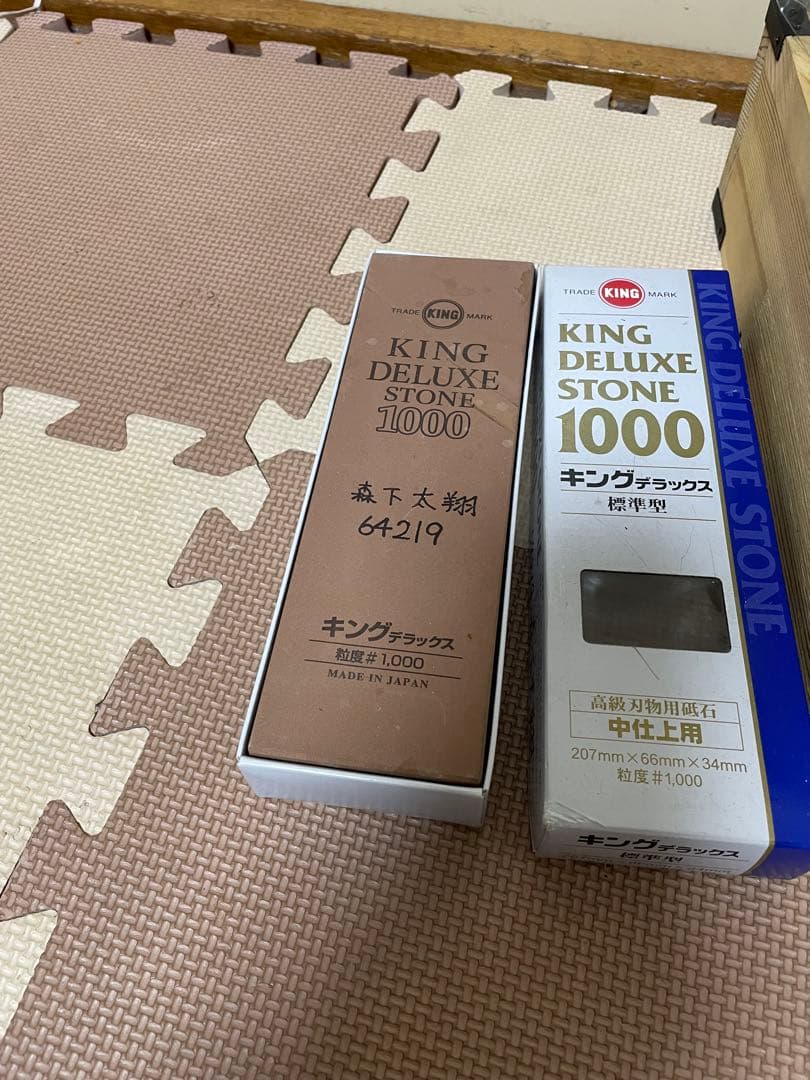 TRADE KING MARK
KING
DELUXE
STONE
1000
森下太翔
64219
キングデラックス
粒度#1,000
MADE IN JAPAN
TRADE KING MARK
KING
DELUXE
STONE
1000
キングデラックス
標準型
高級刃物用砥石
中仕上用
207mm×66mm×34mm
粒度#1,000
キングデラックス
標準型
KING DELUXE STONE